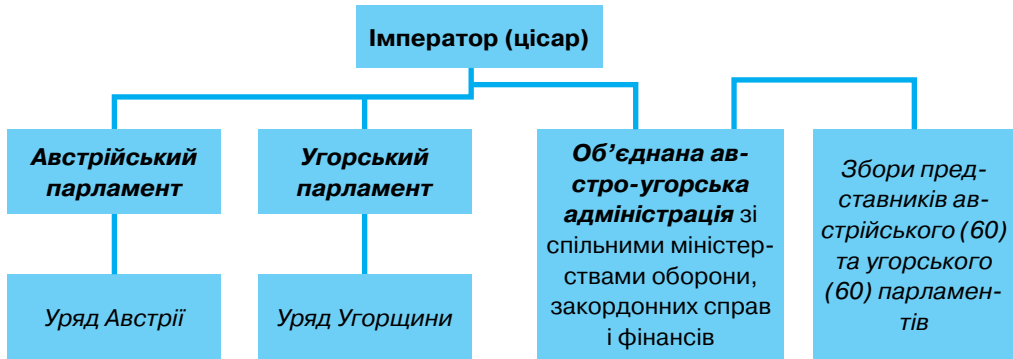 Імператор (цісар)
Австрійський
парламент
Угорський
парламент
Об’єднана ав-
стро-угорська
адміністрація зі
спільними міністер-
ствами оборони,
закордонних справ
і фінансів
Збори пред-
ставників ав-
стрійського (60)
та угорського
(60) парламен-
тів
Уряд Австрії
Уряд Угорщини